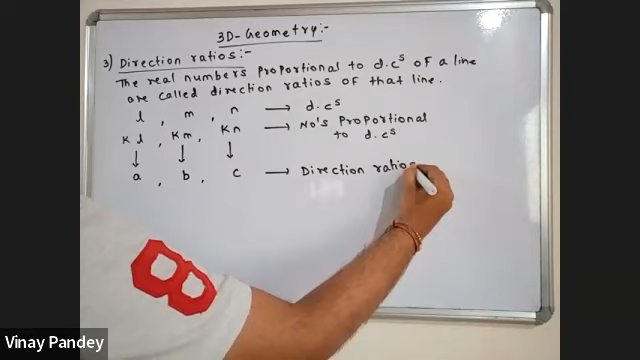 3D-Geometry:-
3) Direction ratios:-
The real numbers proportional to d.cs of a line
are called direction ratios of that line.
l, m, n → d.cs
kl, km, kn → No's proportional
to d.cs
↓ ↓ ↓
a, b, c → Direction ratios
8
Vinay Pandey